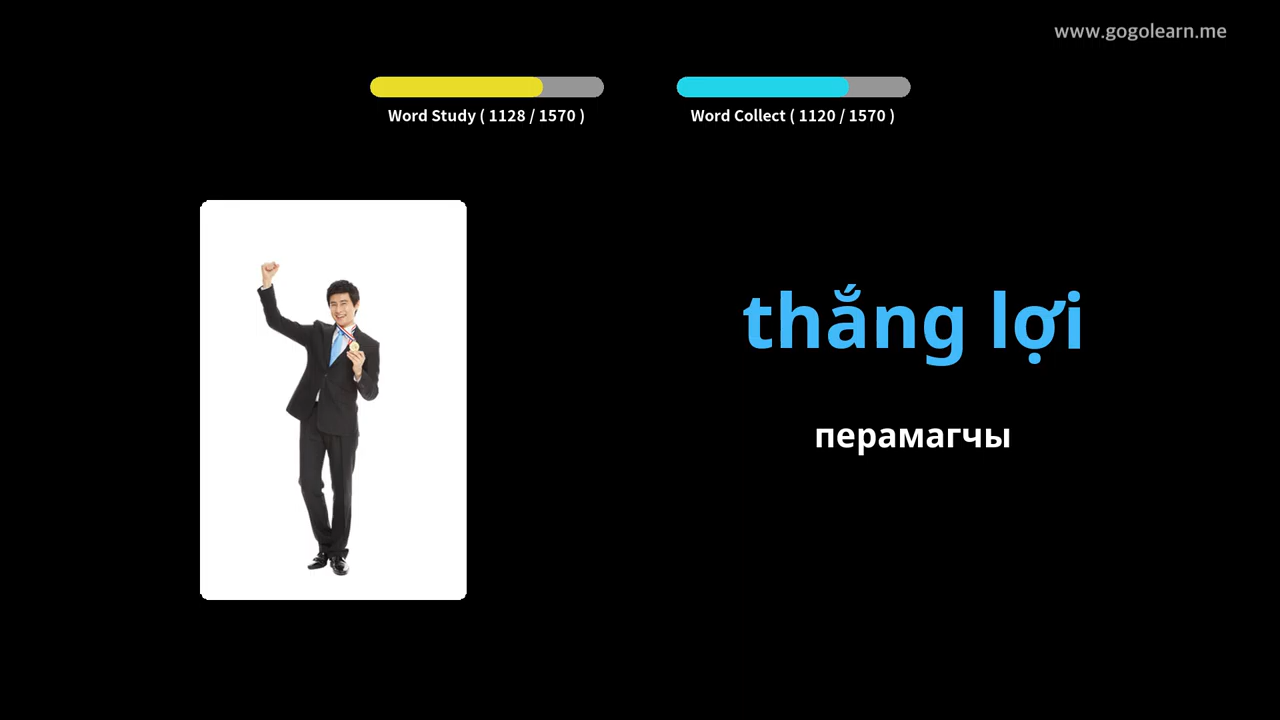 www.gogolearn.me
Word Study ( 1128 / 1570 )
Word Collect ( 1120 / 1570 )
thắng lợi
перамагчы